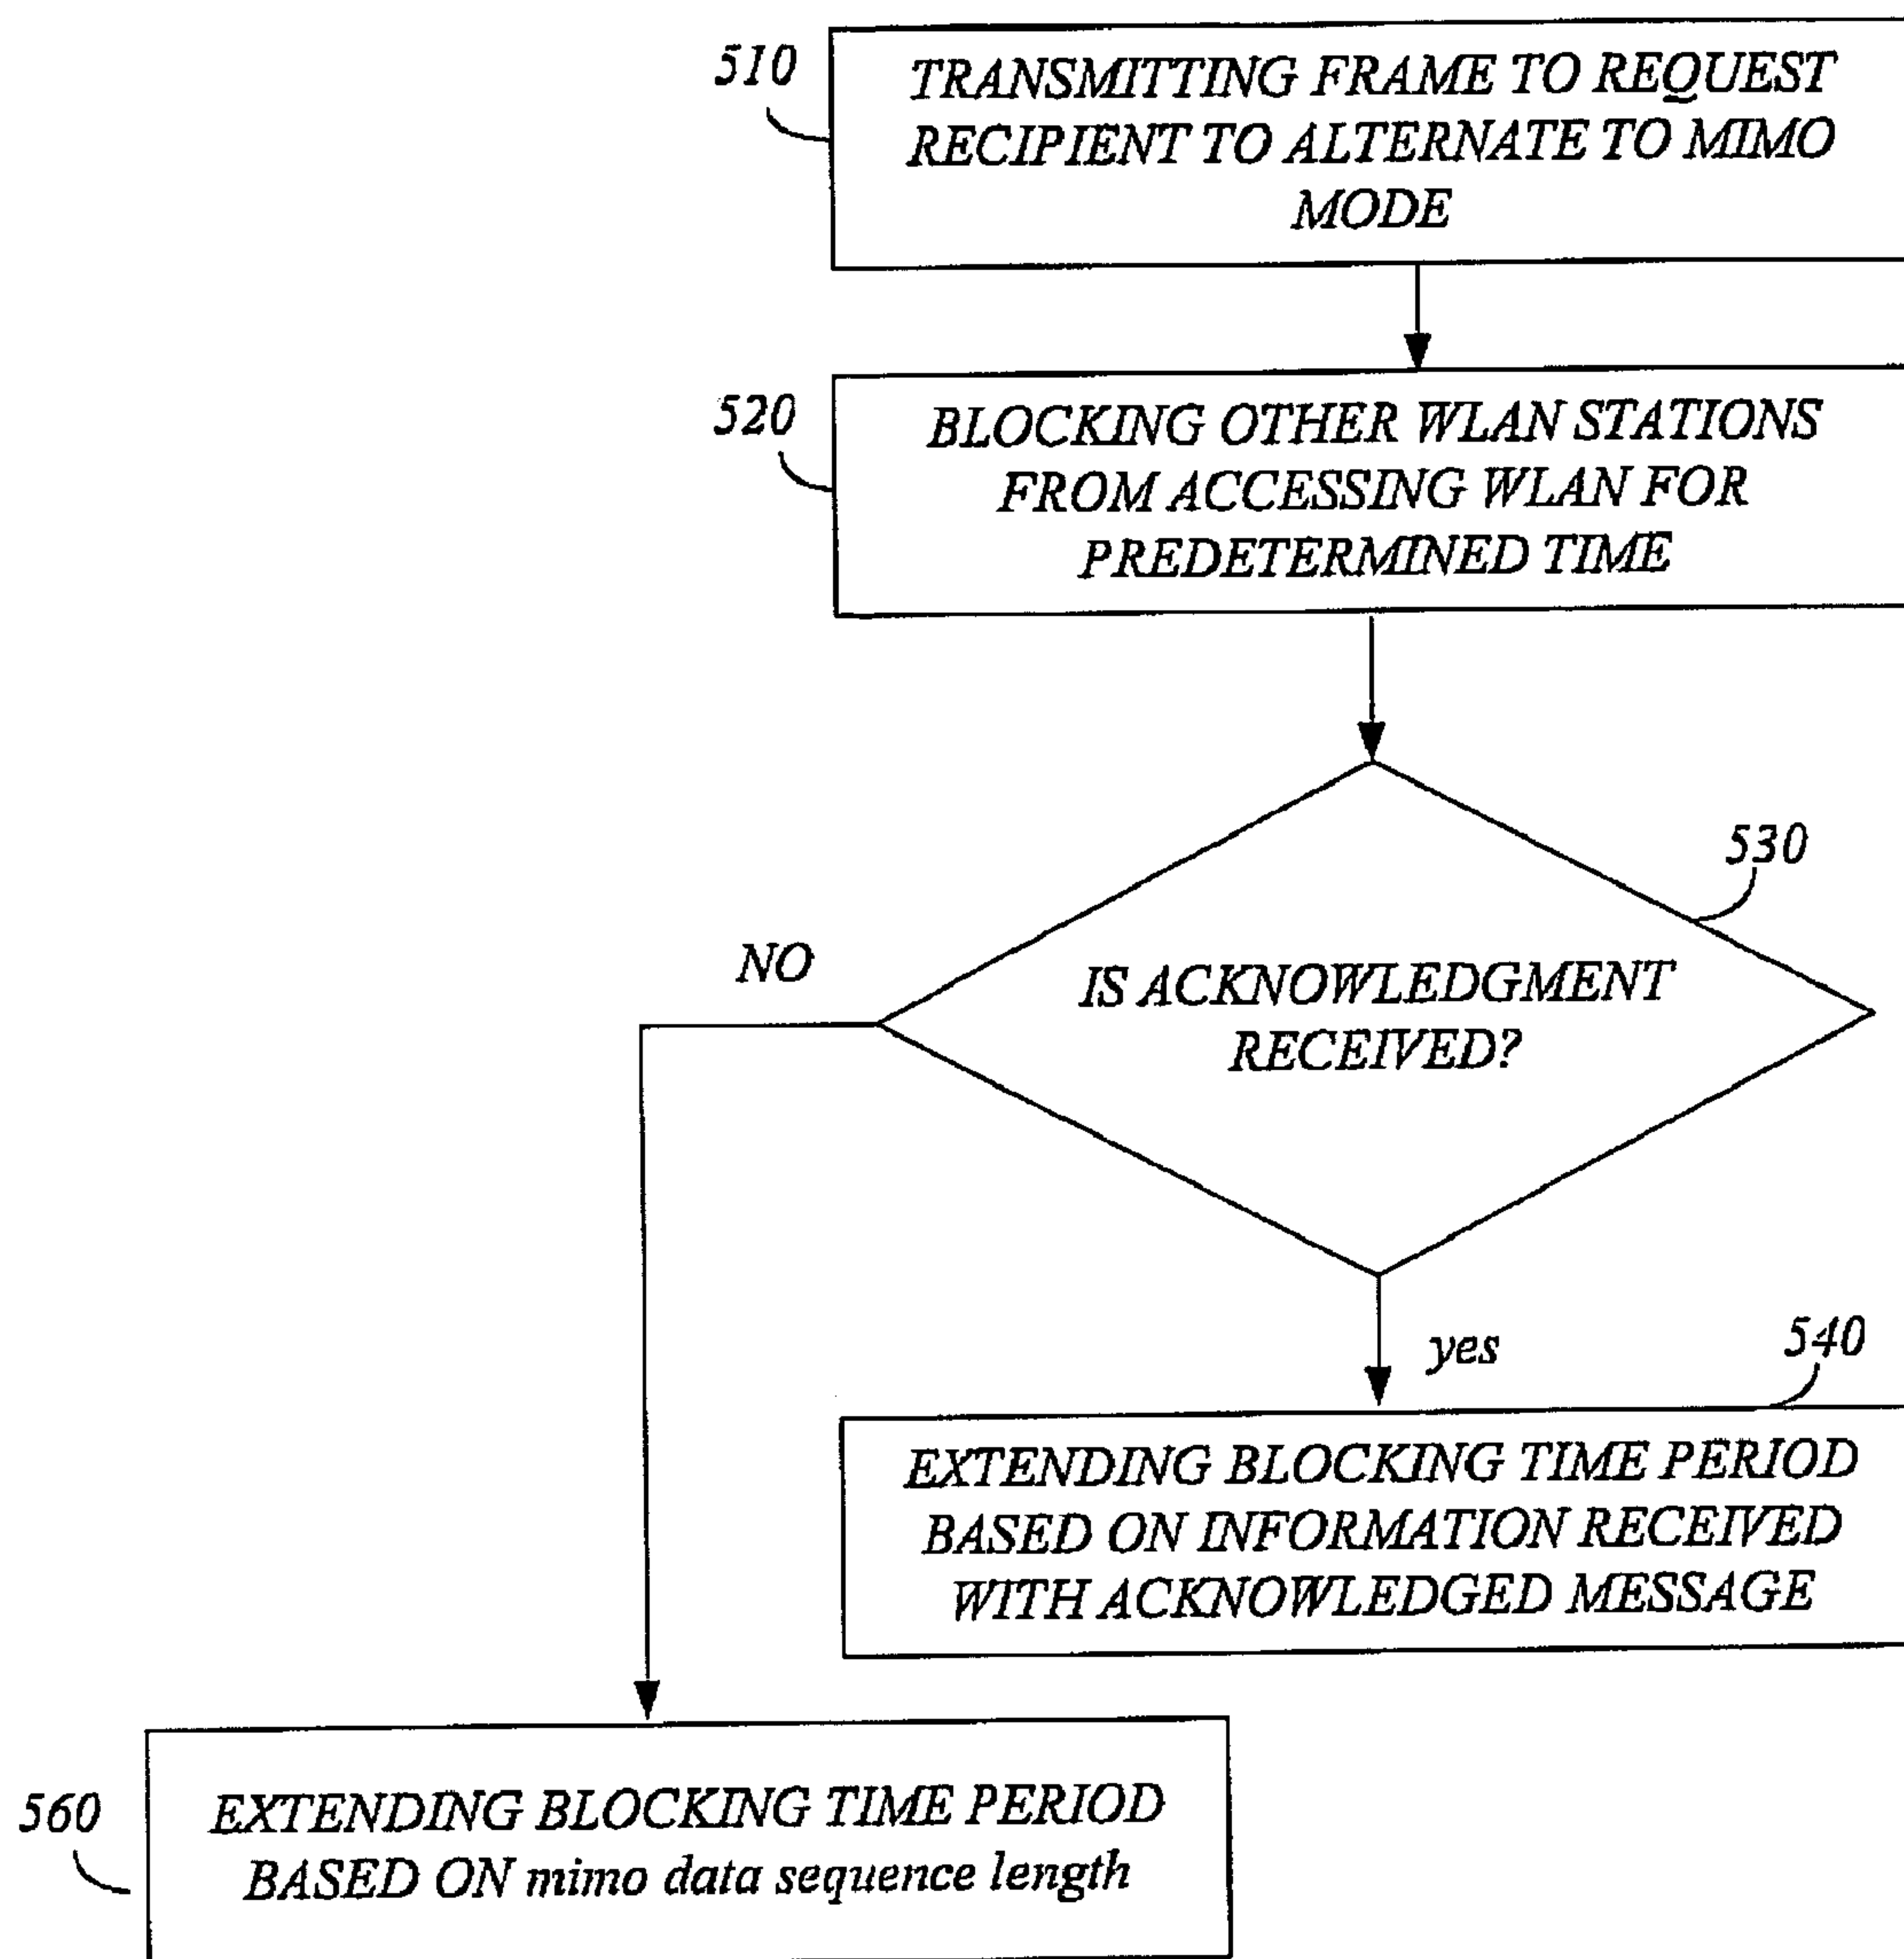 510
TRANSMITTING FRAME TO REQUEST
RECIPIENT TO ALTERNATE TO MIMO
MODE
520
BLOCKING OTHER WLAN STATIONS
FROM ACCESSING WLAN FOR
PREDETERMINED TIME
530
NO
IS ACKNOWLEDGMENT
RECEIVED?
yes
540
EXTENDING BLOCKING TIME PERIOD
BASED ON INFORMATION RECEIVED
WITH ACKNOWLEDGED MESSAGE
560
EXTENDING BLOCKING TIME PERIOD
BASED ON mimo data sequence length